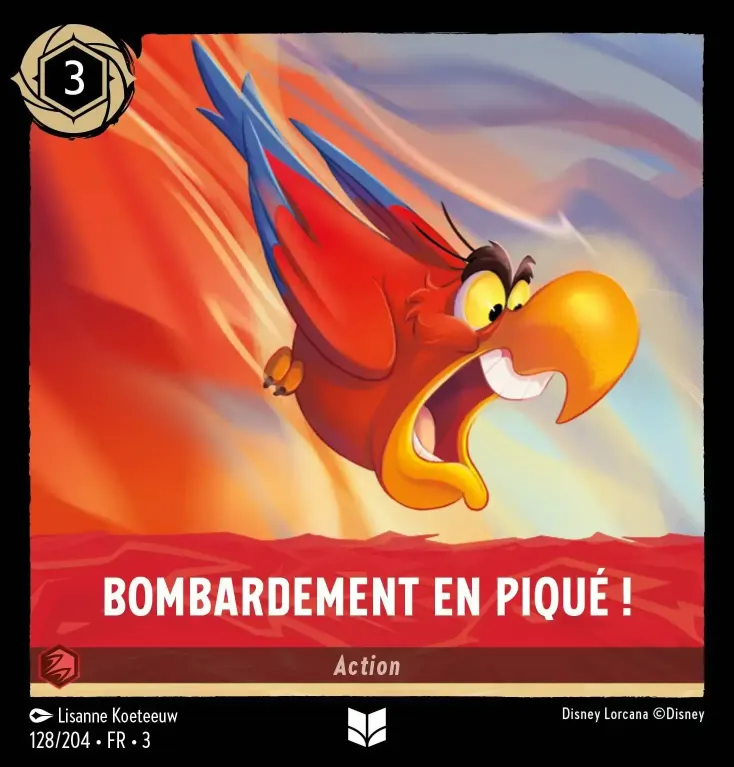 3
BOMBARDEMENT EN PIQUÉ !
Action
Lisanne Koeteeuw
Disney Lorcana ©Disney
128/204 • FR • 3